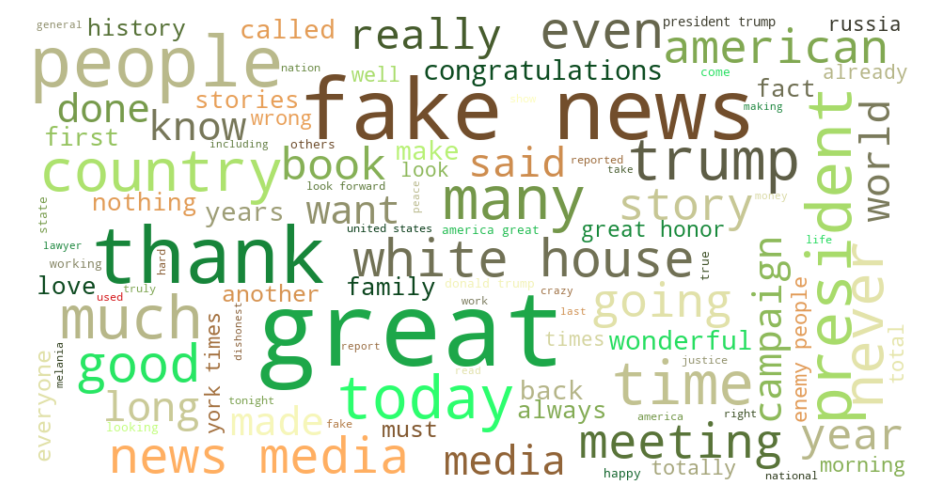 general
history
called
really
even
president trump
russia
people
nation
well
congratulations
american
come
already
done
stories
fake news
show
fact
know
wrong
making
first
including
others
make
said
reported
take
trump
president
world
country
book
look
look forward
peace
many
story
money
nothing
years
want
state
united states
america great
great honor
life
lawyer
thank
hard
white house
true
working
love
truly
family
donald trump
crazy
going
campaign
never
used
another
work
last
much
great
times
wonderful
enemy people
total
dishonest
report
melania
good
read
justice
everyone
york times
today
back
time
long
tonight
always
america
right
looking
made
fake
must
meeting
year
news media
media
happy
totally
national
morning